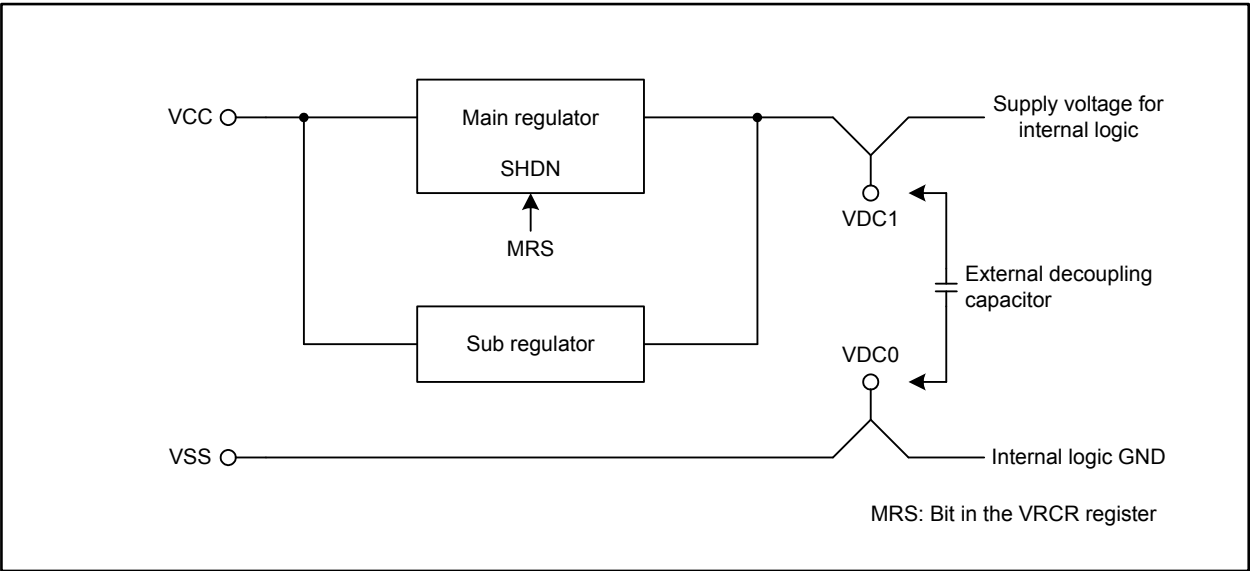 VCC
Main regulator
SHDN
MRS
Supply voltage for
internal logic
VDC1
External decoupling
capacitor
Sub regulator
VDC0
VSS
Internal logic GND
MRS: Bit in the VRCR register